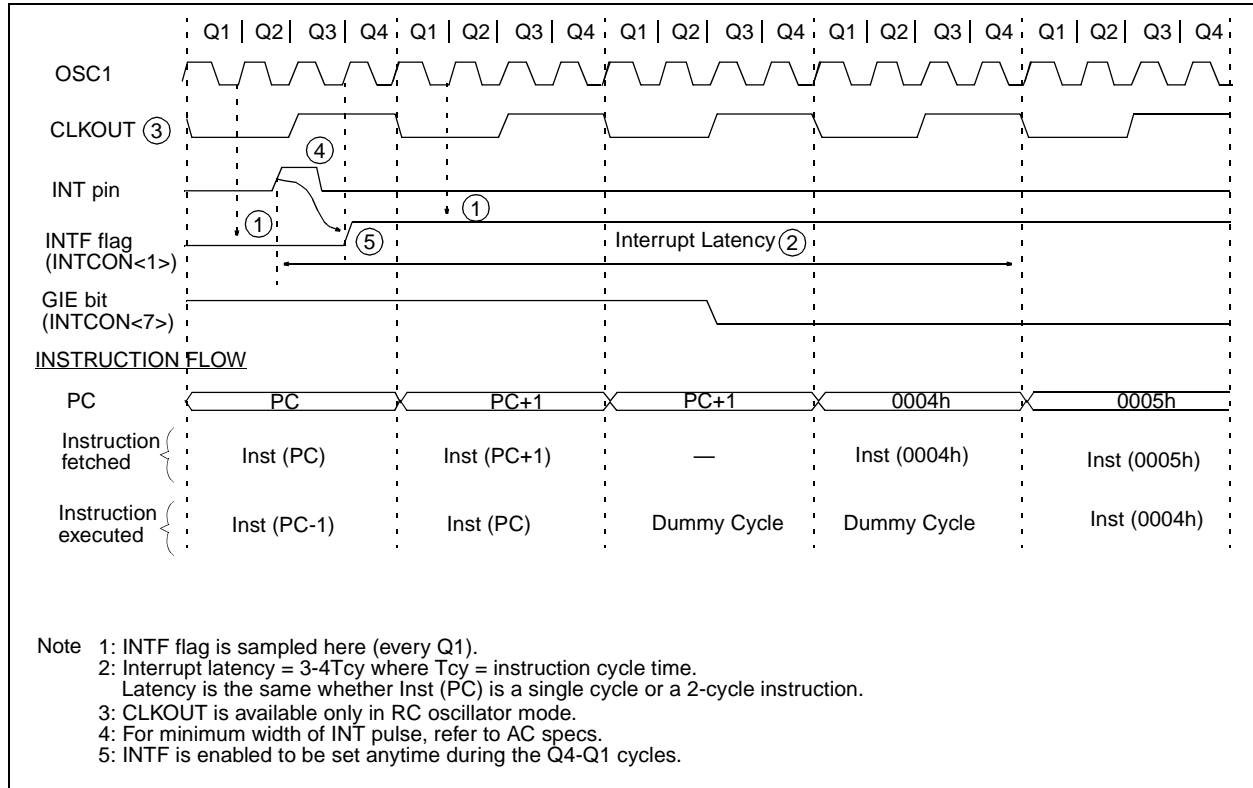 Q1 | Q2 | Q3 | Q4 Q1 | Q2 | Q3 | Q4 Q1 | Q2 | Q3 | Q4 Q1 | Q2 | Q3 | Q4 Q1 | Q2 | Q3 | Q4
OSC1
CLKOUT 3
4
INT pin
1 1
INTF flag
(INTCON<1>)
5
Interrupt Latency 2
GIE bit
(INTCON<7>)
INSTRUCTION FLOW
PC PC PC+1 PC+1 0004h 0005h
Instruction
fetched
Inst (PC) Inst (PC+1) — Inst (0004h) Inst (0005h)
Instruction
executed
Inst (PC-1) Inst (PC) Dummy Cycle Dummy Cycle Inst (0004h)
Note 1: INTF flag is sampled here (every Q1).
2: Interrupt latency = 3-4Tcy where Tcy = instruction cycle time.
Latency is the same whether Inst (PC) is a single cycle or a 2-cycle instruction.
3: CLKOUT is available only in RC oscillator mode.
4: For minimum width of INT pulse, refer to AC specs.
5: INTF is enabled to be set anytime during the Q4-Q1 cycles.